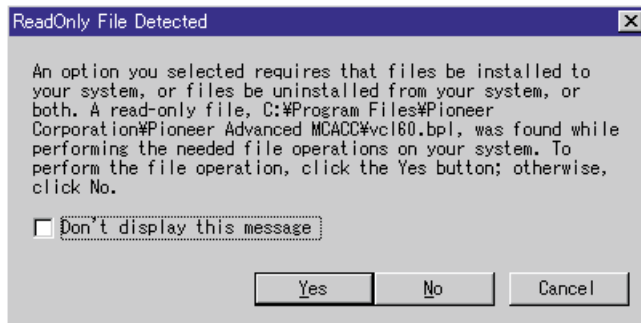 ReadOnly File Detected
An option you selected requires that files be installed to
your system, or files be uninstalled from your system, or
both. A read-only file, C:¥Program Files¥Pioneer
Corporation¥Pioneer Advanced MCACC¥vcl60.bpl, was found while
performing the needed file operations on your system. To
perform the file operation, click the Yes button; otherwise,
click No.
Don't display this message
Yes No Cancel